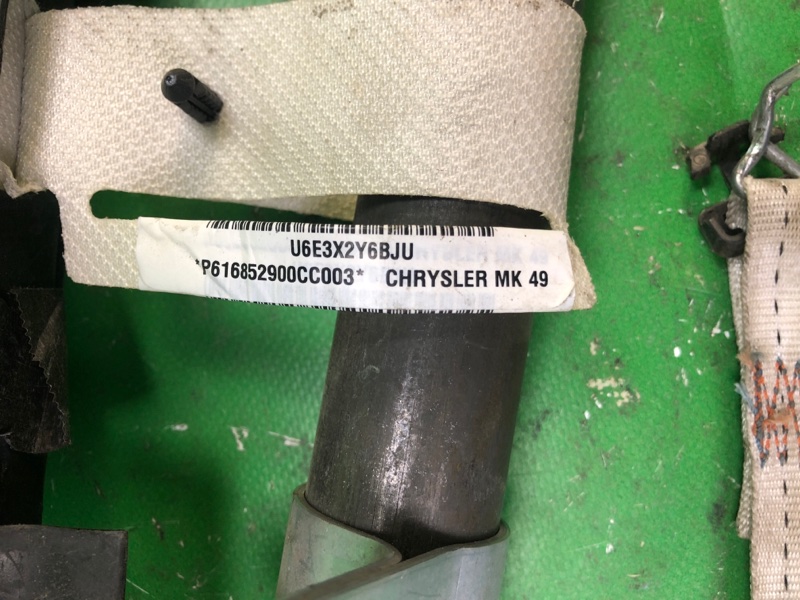 U6E3X2Y6BJU
*P616852900CC003* CHRYSLER MK 49